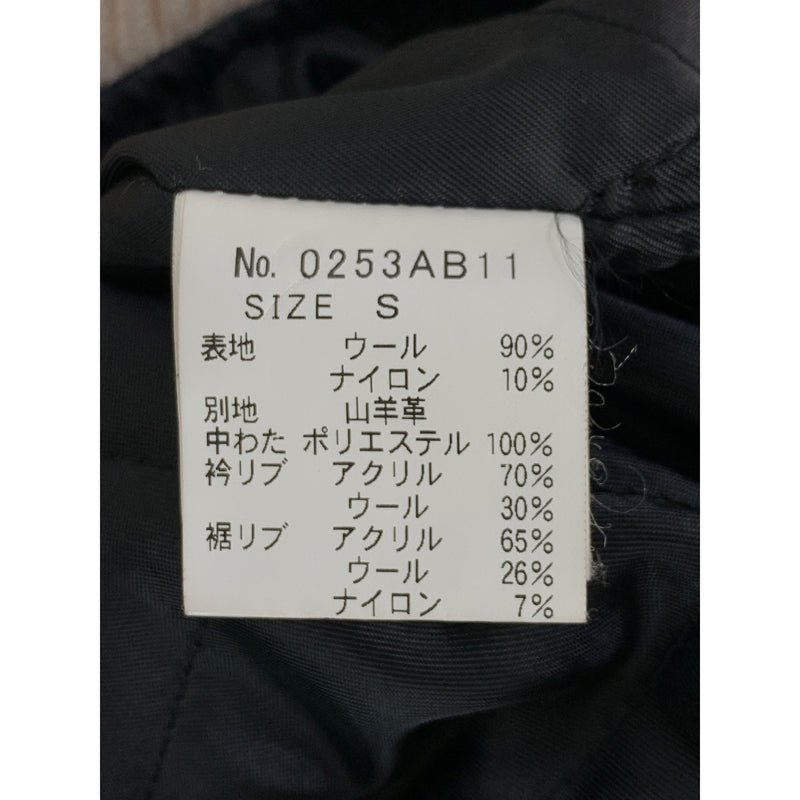 No. 0253AB11
SIZE S
表地 ウール 90%
ナイロン 10%
別地 山羊革
中わた ポリエステル 100%
衿リブ アクリル 70%
ウール 30%
裾リブ アクリル 65%
ウール 26%
ナイロン 7%